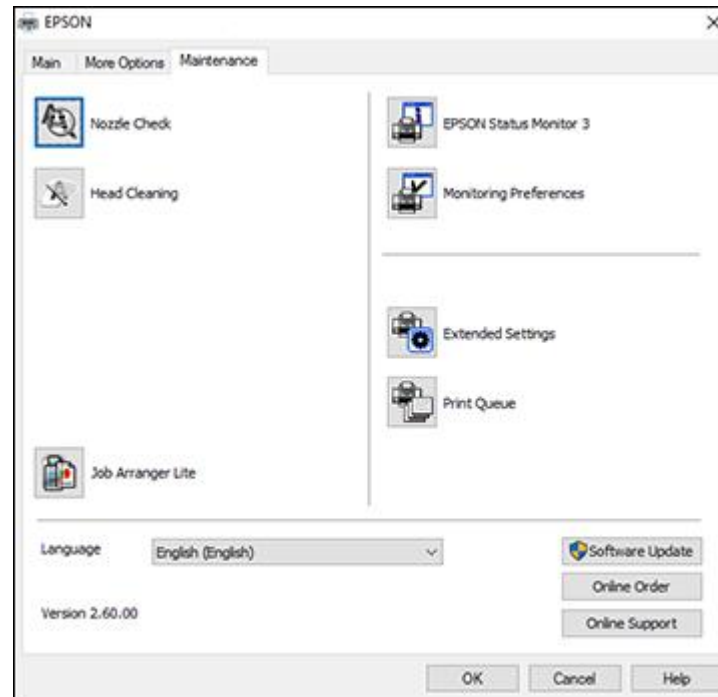 EPSON
Main More Options Maintenance
Nozzle Check
EPSON Status Monitor 3
Head Cleaning
Monitoring Preferences
Extended Settings
Print Queue
Job Arranger Lite
Language English (English)
Software Update
Online Order
Version 2.60.00
Online Support
OK Cancel Help